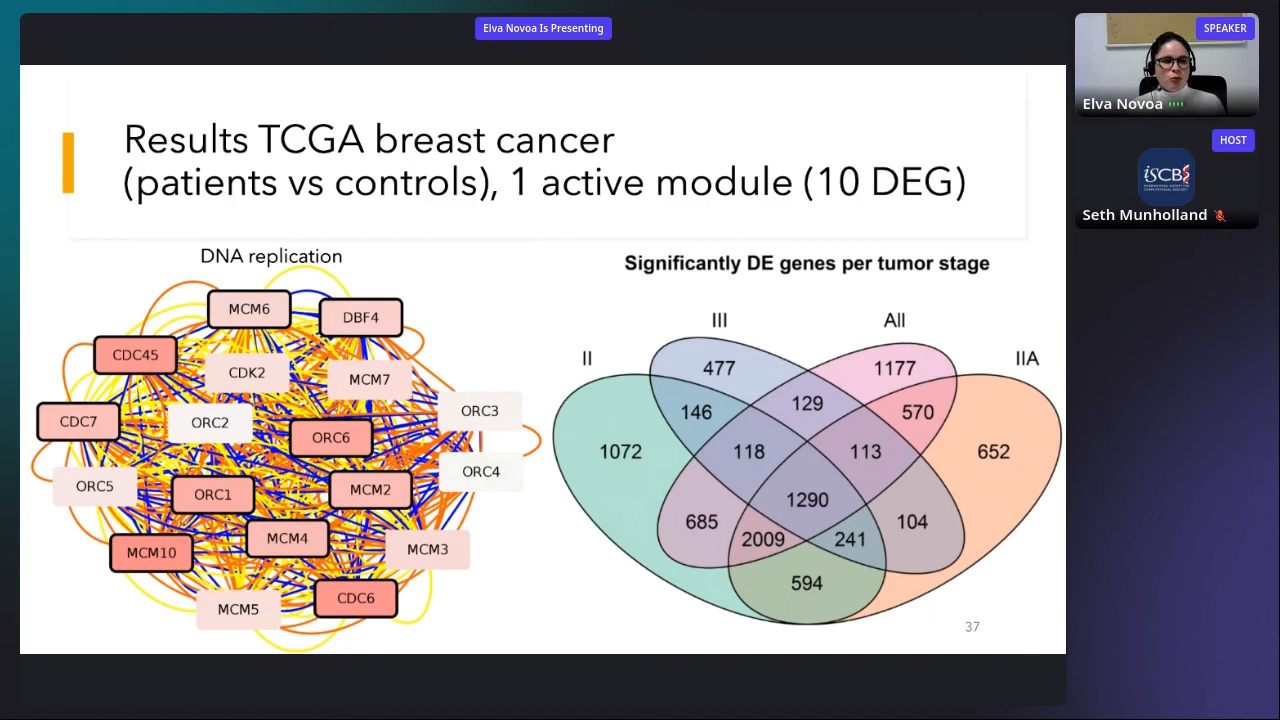 Elva Novoa Is Presenting
SPEAKER
Elva Novoa
HOST
iSCB
Seth Munholland
Results TCGA breast cancer
(patients vs controls), 1 active module (10 DEG)
DNA replication
MCM6
DBF4
CDC45
CDK2
MCM7
CDC7
ORC2
ORC3
ORC6
ORC4
ORC5
ORC1
MCM2
MCM4
MCM10
MCM3
CDC6
MCM5
Significantly DE genes per tumor stage
III
All
II
IIA
477
1177
146
129
570
1072
118
113
652
1290
685
104
2009
241
594
37